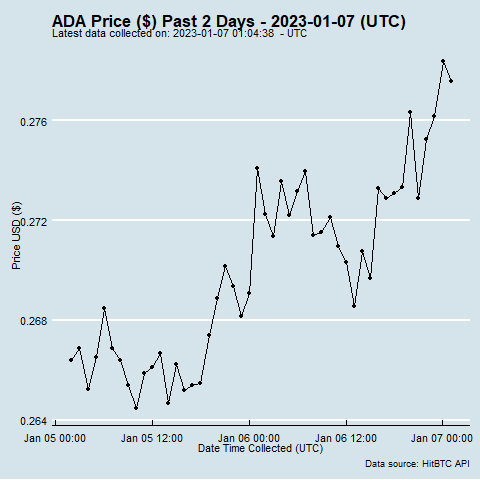 ADA Price ($) Past 2 Days - 2023-01-07 (UTC)
Latest data collected on: 2023-01-07 01:04:38 - UTC
0.276
0.272
0.268
0.264
Price USD ($)
Jan 05 00:00 Jan 05 12:00 Jan 06 00:00 Jan 06 12:00 Jan 07 00:00
Date Time Collected (UTC)
Data source: HitBTC API